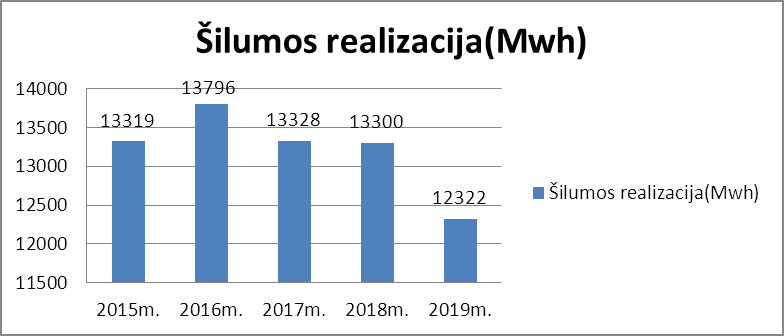 Šilumos realizacija(Mwh)
14000
13500
13000
12500
12000
11500
13319
13796
13328
13300
12322
2015m.
2016m.
2017m.
2018m.
2019m.
Šilumos realizacija(Mwh)